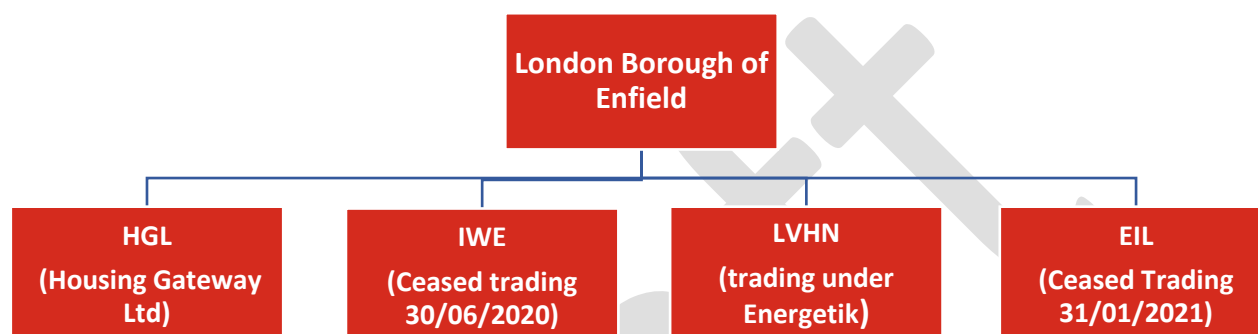 London Borough of
Enfield
HGL
(Housing Gateway
Ltd)
IWE
(Ceased trading
30/06/2020)
LVHN
(trading under
Energetik)
EIL
(Ceased Trading
31/01/2021)